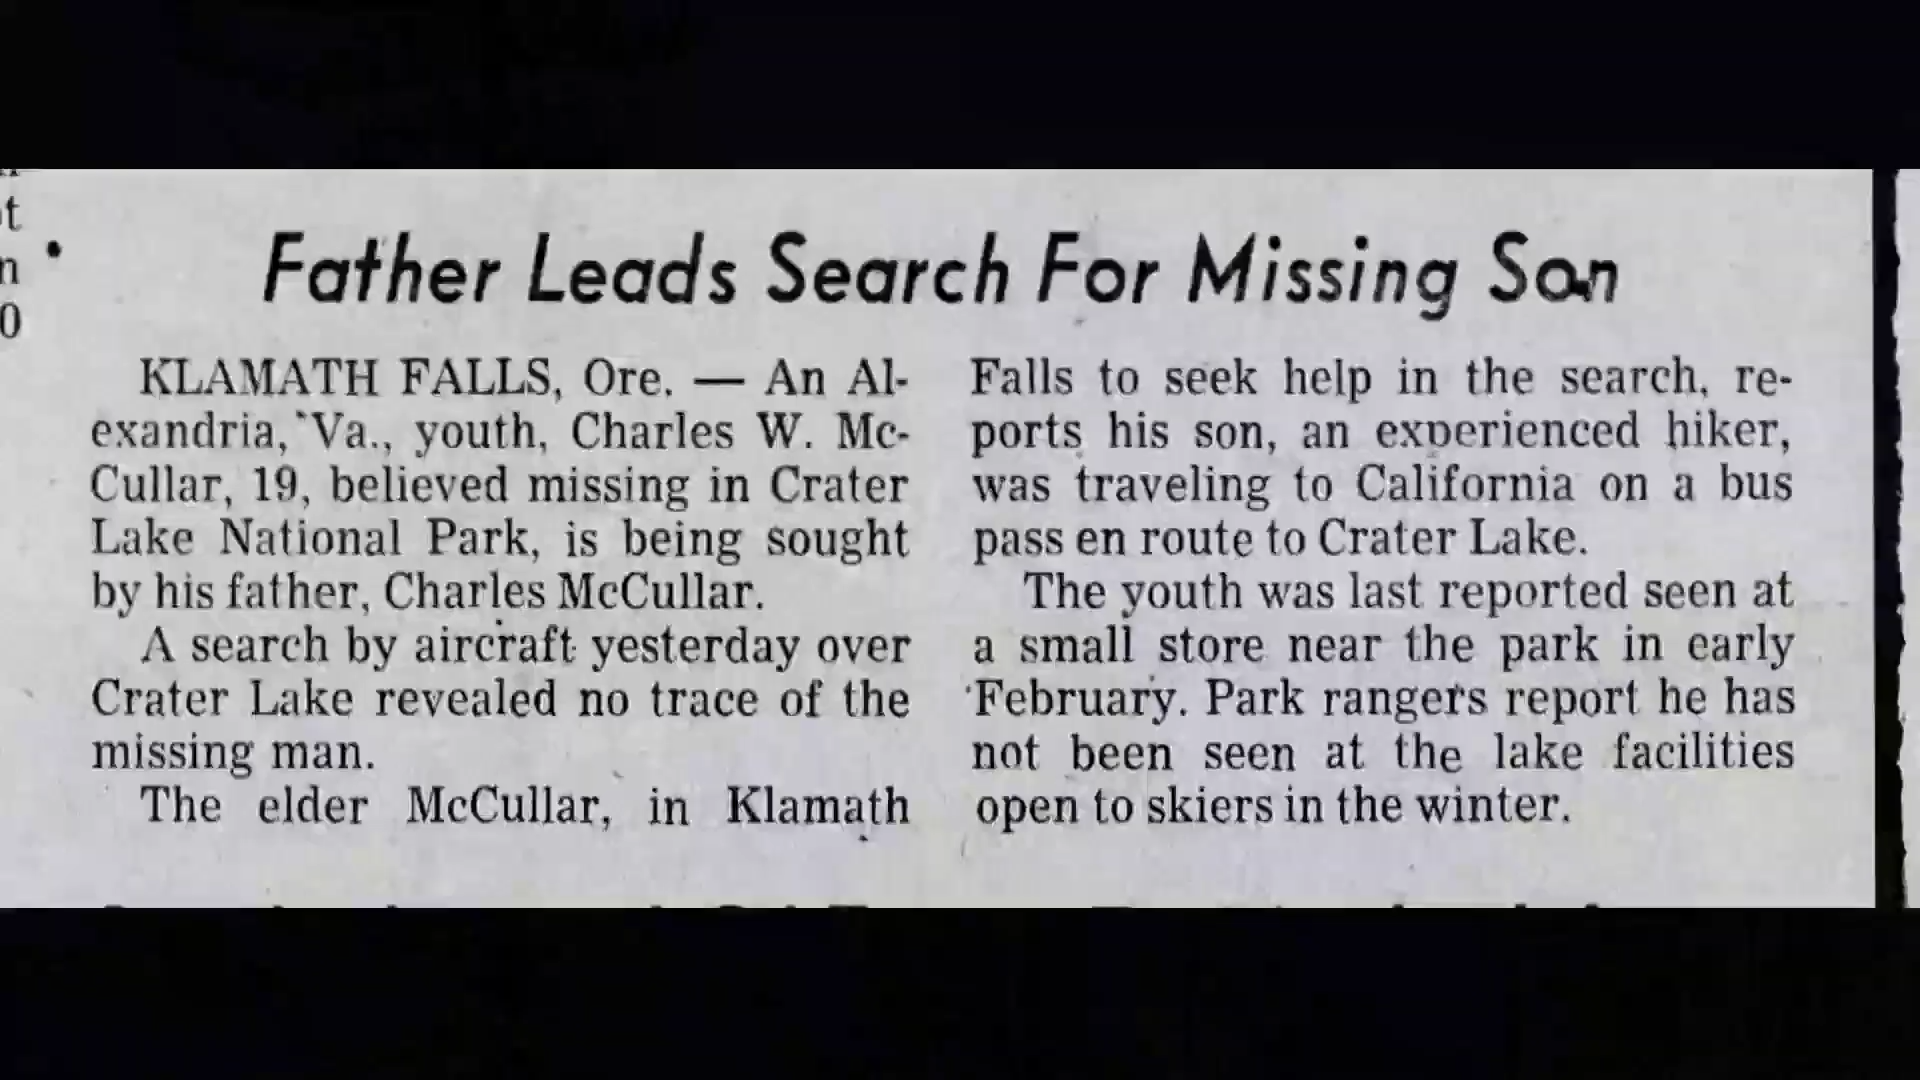 t
n
0
Father Leads Search For Missing Son
KLAMATH FALLS, Ore. — An Al-
exandria, Va., youth, Charles W. Mc-
Cullar, 19, believed missing in Crater
Lake National Park, is being sought
by his father, Charles McCullar.
A search by aircraft yesterday over
Crater Lake revealed no trace of the
missing man.
The elder McCullar, in Klamath
Falls to seek help in the search, re-
ports his son, an experienced hiker,
was traveling to California on a bus
pass en route to Crater Lake.
The youth was last reported seen at
a small store near the park in early
February. Park rangers report he has
not been seen at the lake facilities
open to skiers in the winter.